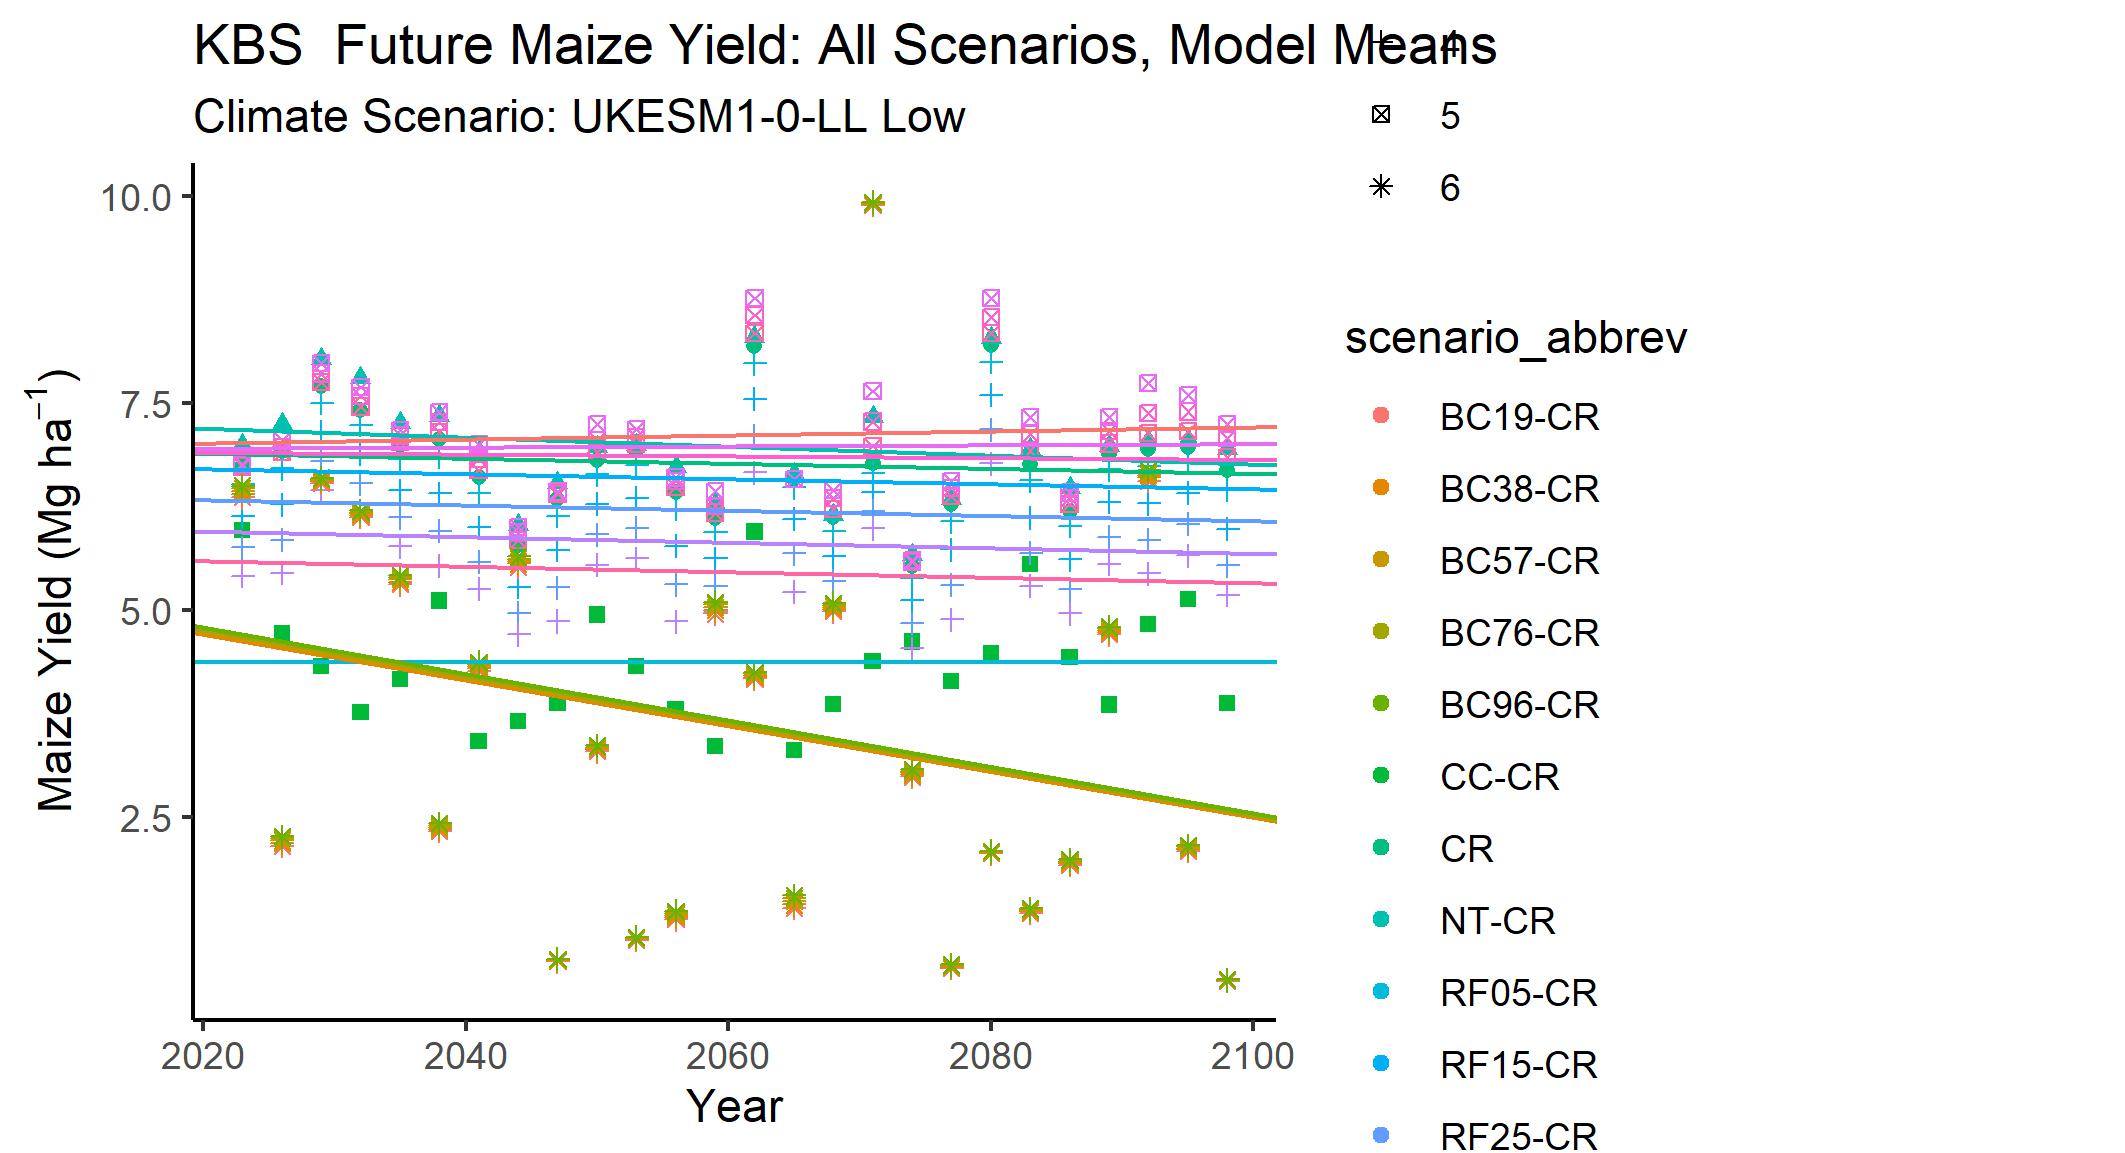 KBS  Future Maize Yield: All Scenarios, Model Means
Climate Scenario: UKESM1-0-LL Low
4
5
6
10.0
7.5
5.0
2.5
Maize Yield (Mg ha⁻¹)
2020 2040 2060 2080 2100
Year
scenario_abbrev
BC19-CR
BC38-CR
BC57-CR
BC76-CR
BC96-CR
CC-CR
CR
NT-CR
RF05-CR
RF15-CR
RF25-CR